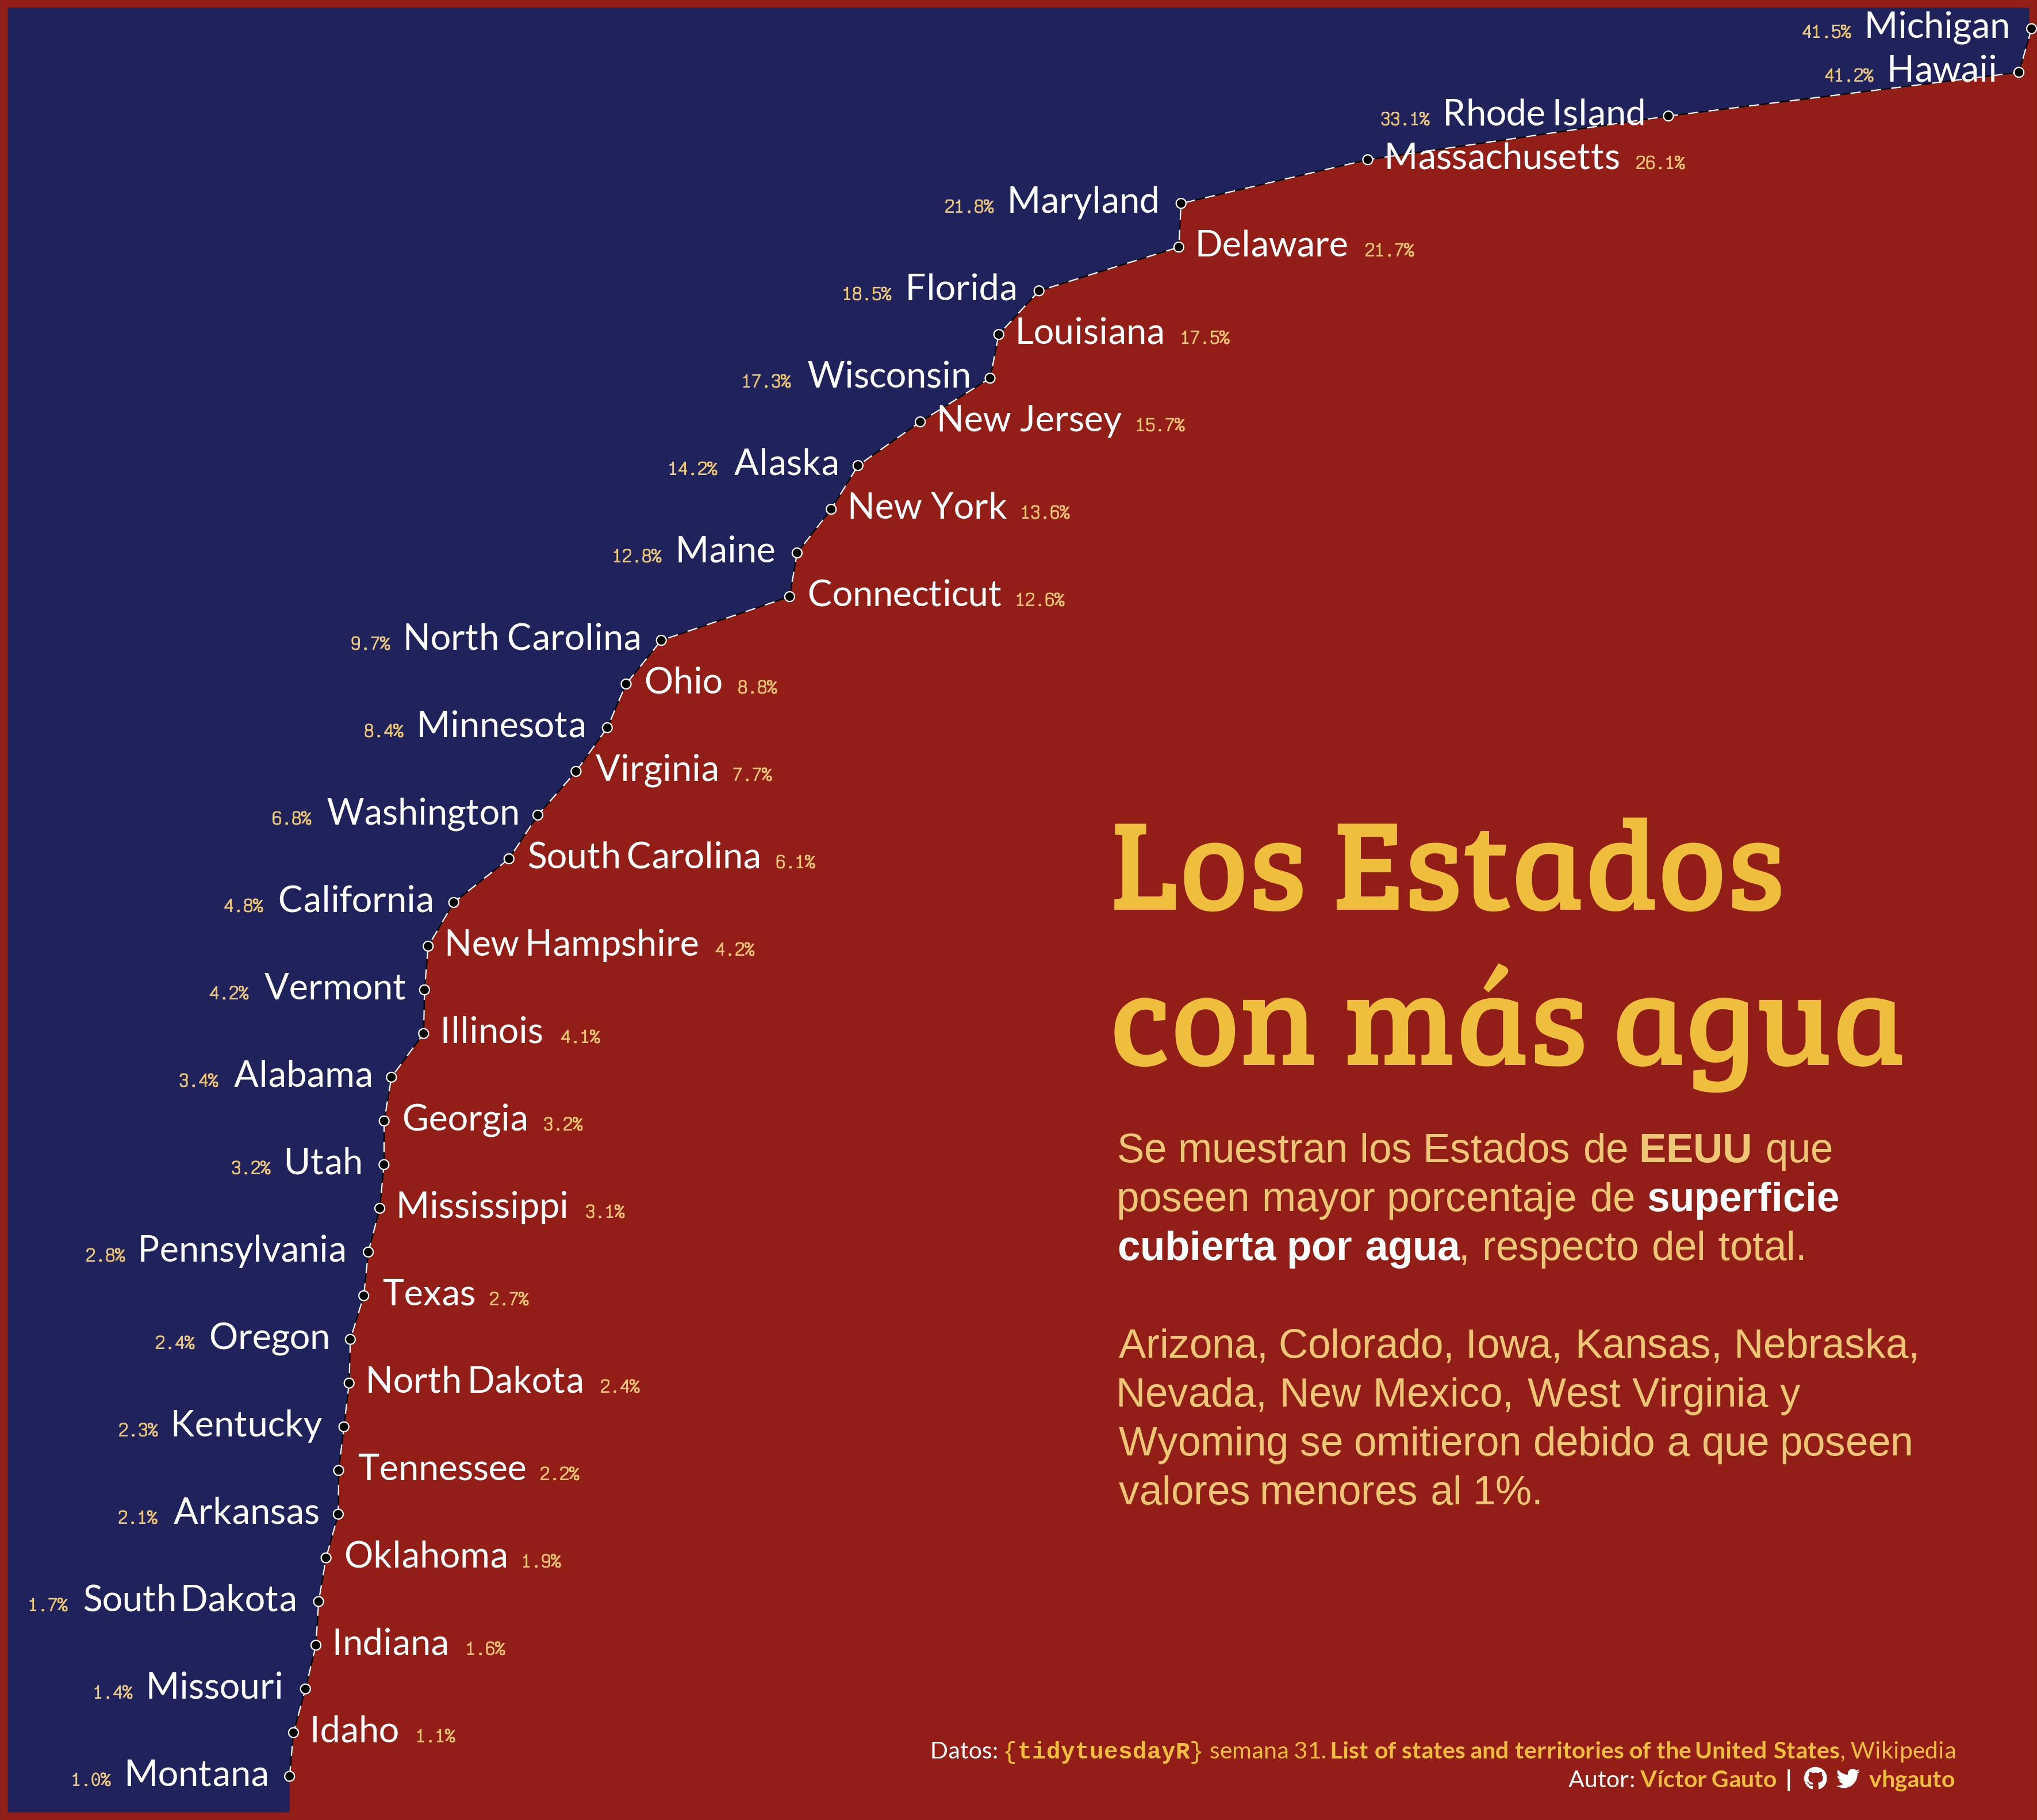 41.5% Michigan
41.2% Hawaii
33.1% Rhode Island
Massachusetts 26.1%
21.8% Maryland
Delaware 21.7%
18.5% Florida
Louisiana 17.5%
17.3% Wisconsin
New Jersey 15.7%
14.2% Alaska
New York 13.6%
12.8% Maine
Connecticut 12.6%
9.7% North Carolina
Ohio 8.8%
8.4% Minnesota
Virginia 7.7%
6.8% Washington
South Carolina 6.1%
4.8% California
New Hampshire 4.2%
4.2% Vermont
Illinois 4.1%
3.4% Alabama
Georgia 3.2%
3.2% Utah
Mississippi 3.1%
2.8% Pennsylvania
Texas 2.7%
2.4% Oregon
North Dakota 2.4%
2.3% Kentucky
Tennessee 2.2%
2.1% Arkansas
Oklahoma 1.9%
1.7% South Dakota
Indiana 1.6%
1.4% Missouri
Idaho 1.1%
1.0% Montana
Los Estados
con más agua
Se muestran los Estados de EEUU que
poseen mayor porcentaje de superficie
cubierta por agua, respecto del total.
Arizona, Colorado, Iowa, Kansas, Nebraska,
Nevada, New Mexico, West Virginia y
Wyoming se omitieron debido a que poseen
valores menores al 1%.
Datos: {tidytuesdayR} semana 31. List of states and territories of the United States, Wikipedia
Autor: Víctor Gauto | vhgauto